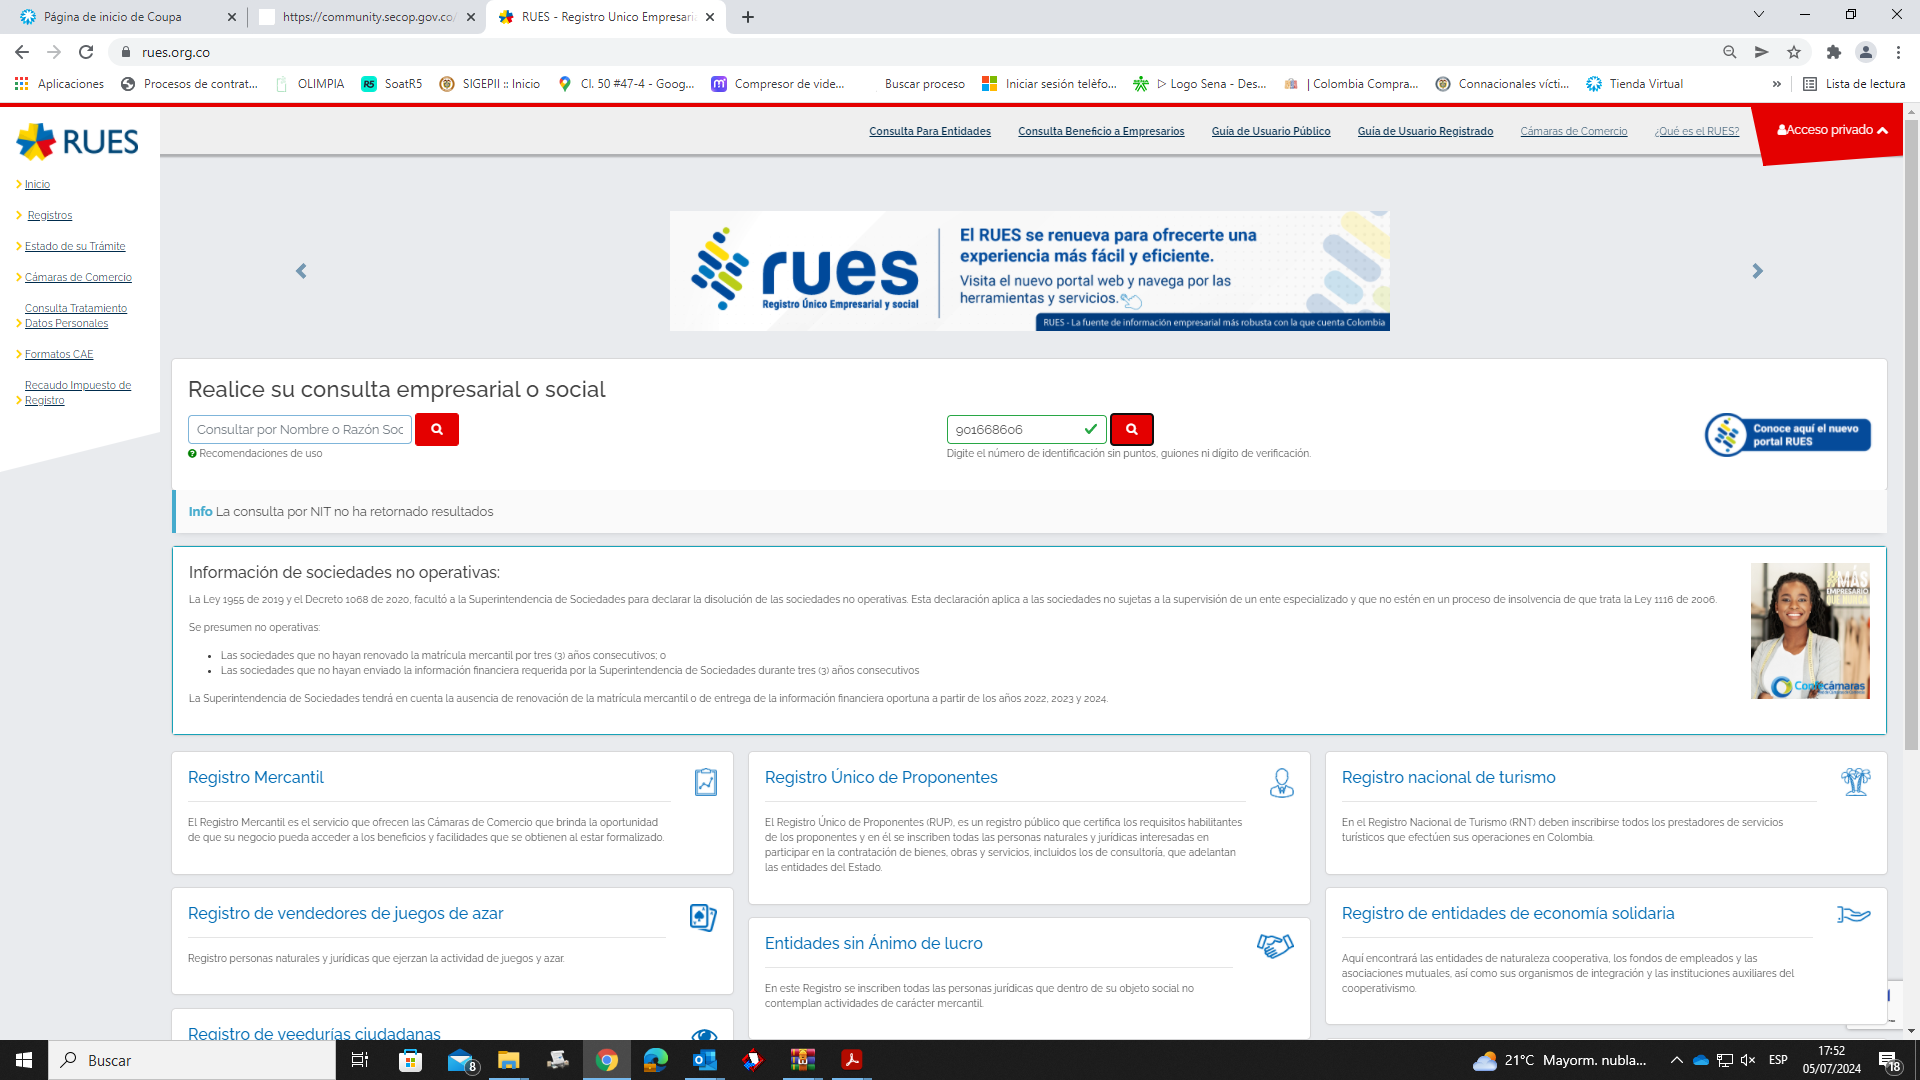 Página de inicio de Coupa
https://community.secop.gov.co/
RUES - Registro Unico Empresari
rues.org.co
Aplicaciones
Procesos de contrat...
OLIMPIA
SoatR5
SIGEPII :: Inicio
Cl. 50 #47-4 - Goog...
Compresor de vide...
Buscar proceso
Iniciar sesión telèfo...
▷ Logo Sena - Des...
| Colombia Compra...
Connacionales vícti...
Tienda Virtual
»
Lista de lectura
RUES
Consulta Para Entidades
Consulta Beneficio a Empresarios
Guía de Usuario Público
Guía de Usuario Registrado
Cámaras de Comercio
¿Qué es el RUES?
Acceso privado
Inicio
Registros
Estado de su Trámite
Cámaras de Comercio
Consulta Tratamiento
Datos Personales
Formatos CAE
Recaudo Impuesto de
Registro
rues
Registro Único Empresarial y social
El RUES se renueva para ofrecerte una
experiencia más fácil y eficiente.
Visita el nuevo portal web y navega por las
herramientas y servicios.
RUES - La fuente de información empresarial más robusta con la que cuenta Colombia
Realice su consulta empresarial o social
Consultar por Nombre o Razón Soc
901668606
Recomendaciones de uso
Digite el número de identificación sin puntos, guiones ni dígito de verificación.
Conoce aquí el nuevo
portal RUES
Info La consulta por NIT no ha retornado resultados
Información de sociedades no operativas:
La Ley 1955 de 2019 y el Decreto 1068 de 2020, facultó a la Superintendencia de Sociedades para declarar la disolución de las sociedades no operativas. Esta declaración aplica a las sociedades no sujetas a la supervisión de un ente especializado y que no estén en un proceso de insolvencia de que trata la Ley 1116 de 2006.
Se presumen no operativas:
• Las sociedades que no hayan renovado la matrícula mercantil por tres (3) años consecutivos; o
• Las sociedades que no hayan enviado la información financiera requerida por la Superintendencia de Sociedades durante tres (3) años consecutivos
La Superintendencia de Sociedades tendrá en cuenta la ausencia de renovación de la matrícula mercantil o de entrega de la información financiera oportuna a partir de los años 2022, 2023 y 2024.
#MÁS
EMPRESARIO
QUE NUNCA
Confecámaras
Registro Mercantil
El Registro Mercantil es el servicio que ofrecen las Cámaras de Comercio que brinda la oportunidad
de que su negocio pueda acceder a los beneficios y facilidades que se obtienen al estar formalizado.
Registro Único de Proponentes
El Registro Único de Proponentes (RUP), es un registro público que certifica los requisitos habilitantes
de los proponentes y en él se inscriben todas las personas naturales y jurídicas interesadas en
participar en la contratación de bienes, obras y servicios, incluidos los de consultoría, que adelantan
las entidades del Estado.
Registro nacional de turismo
En el Registro Nacional de Turismo (RNT) deben inscribirse todos los prestadores de servicios
turísticos que efectúen sus operaciones en Colombia.
Registro de vendedores de juegos de azar
Registro personas naturales y jurídicas que ejerzan la actividad de juegos y azar.
Entidades sin Ánimo de lucro
En este Registro se inscriben todas las personas jurídicas que dentro de su objeto social no
contemplan actividades de carácter mercantil.
Registro de entidades de economía solidaria
Aquí encontrará las entidades de naturaleza cooperativa, los fondos de empleados y las
asociaciones mutuales, así como sus organismos de integración y las instituciones auxiliares del
cooperativismo.
Registro de veedurías ciudadanas
Buscar
8
21°C Mayorm. nubla...
ESP
17:52
05/07/2024
18